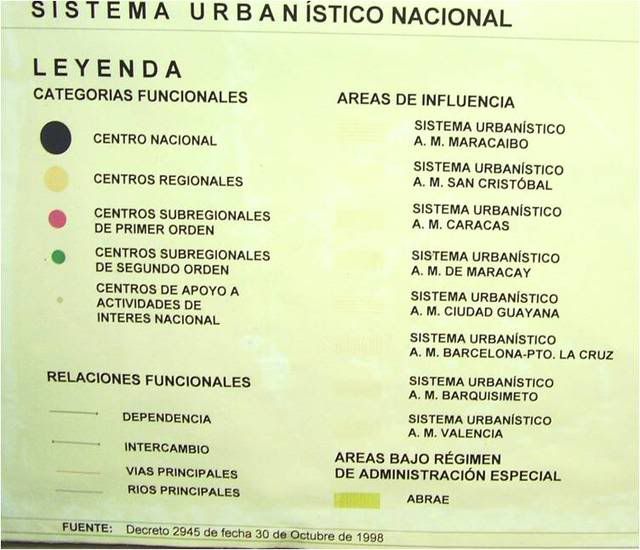 SISTEMA URBANÍSTICO NACIONAL
LEYENDA
CATEGORIAS FUNCIONALES
CENTRO NACIONAL
CENTROS REGIONALES
CENTROS SUBREGIONALES
DE PRIMER ORDEN
CENTROS SUBREGIONALES
DE SEGUNDO ORDEN
CENTROS DE APOYO A
ACTIVIDADES DE
INTERES NACIONAL
RELACIONES FUNCIONALES
DEPENDENCIA
INTERCAMBIO
VIAS PRINCIPALES
RIOS PRINCIPALES
AREAS DE INFLUENCIA
SISTEMA URBANÍSTICO
A. M. MARACAIBO
SISTEMA URBANÍSTICO
A. M. SAN CRISTÓBAL
SISTEMA URBANÍSTICO
A. M. CARACAS
SISTEMA URBANÍSTICO
A. M. DE MARACAY
SISTEMA URBANÍSTICO
A. M. CIUDAD GUAYANA
SISTEMA URBANÍSTICO
A. M. BARCELONA-PTO. LA CRUZ
SISTEMA URBANÍSTICO
A. M. BARQUISIMETO
SISTEMA URBANÍSTICO
A. M. VALENCIA
AREAS BAJO RÉGIMEN
DE ADMINISTRACIÓN ESPECIAL
ABRAE
FUENTE: Decreto 2945 de fecha 30 de Octubre de 1998